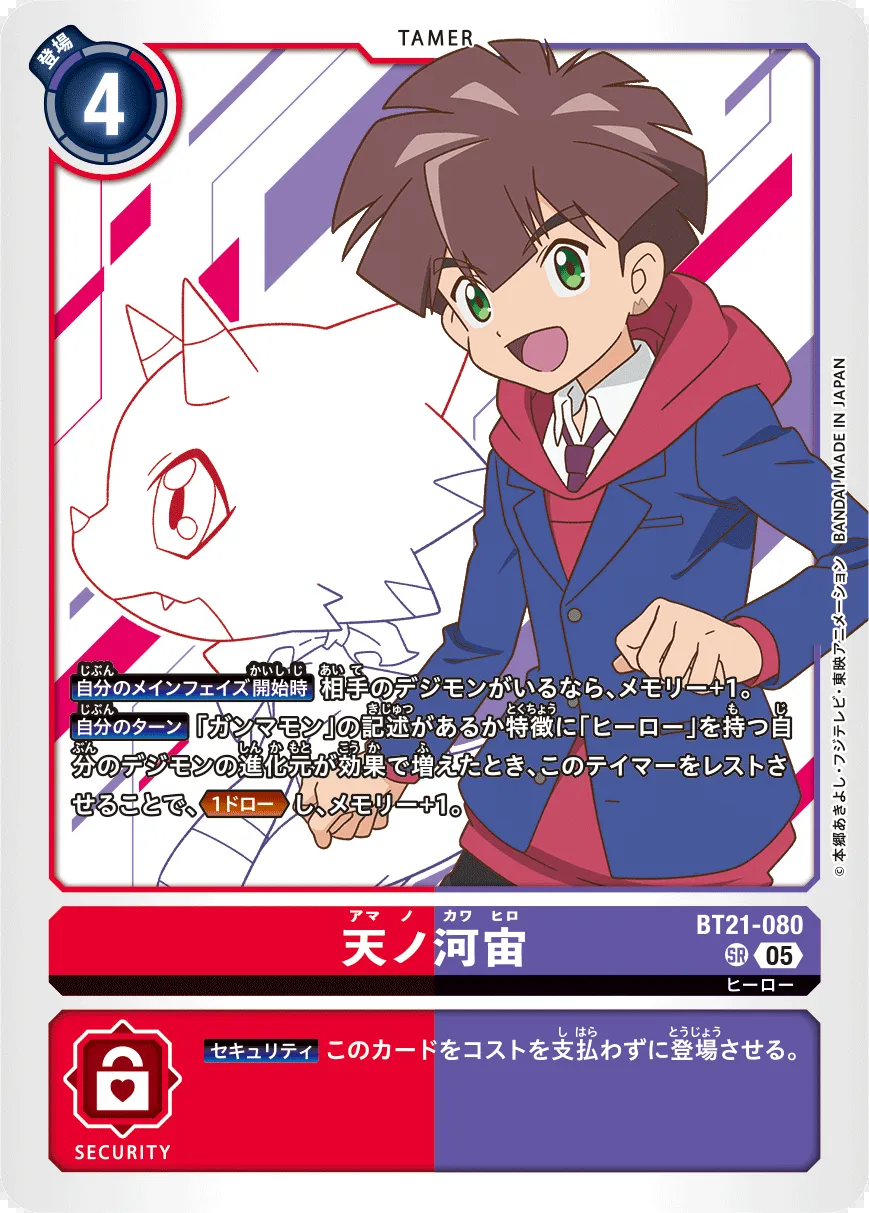 TAMER
登場
4
自分のメインフェイズ開始時 相手のデジモンがいるなら、メモリー+1。
自分のターン 「ガンマモン」の記述があるか特徴に「ヒーロー」を持つ自
分のデジモンの進化元が効果で増えたとき、このテイマーをレストさ
せることで、1ドローし、メモリー+1。
©本郷あきよし・フジテレビ・東映アニメーション BANDAI MADE IN JAPAN
アマ ノ カワ ヒロ
天ノ河宙
BT21-080
SR 05
ヒーロー
セキュリティ このカードをコストを支払わずに登場させる。
SECURITY